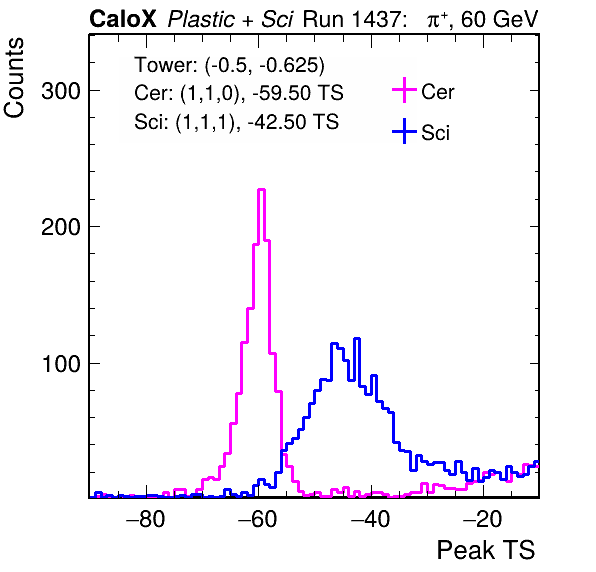 CaloX Plastic + Sci Run 1437: π⁺, 60 GeV
Counts
Tower: (-0.5, -0.625)
Cer: (1,1,0), -59.50 TS
Sci: (1,1,1), -42.50 TS
Cer
Sci
300
200
100
−80 −60 −40 −20
Peak TS